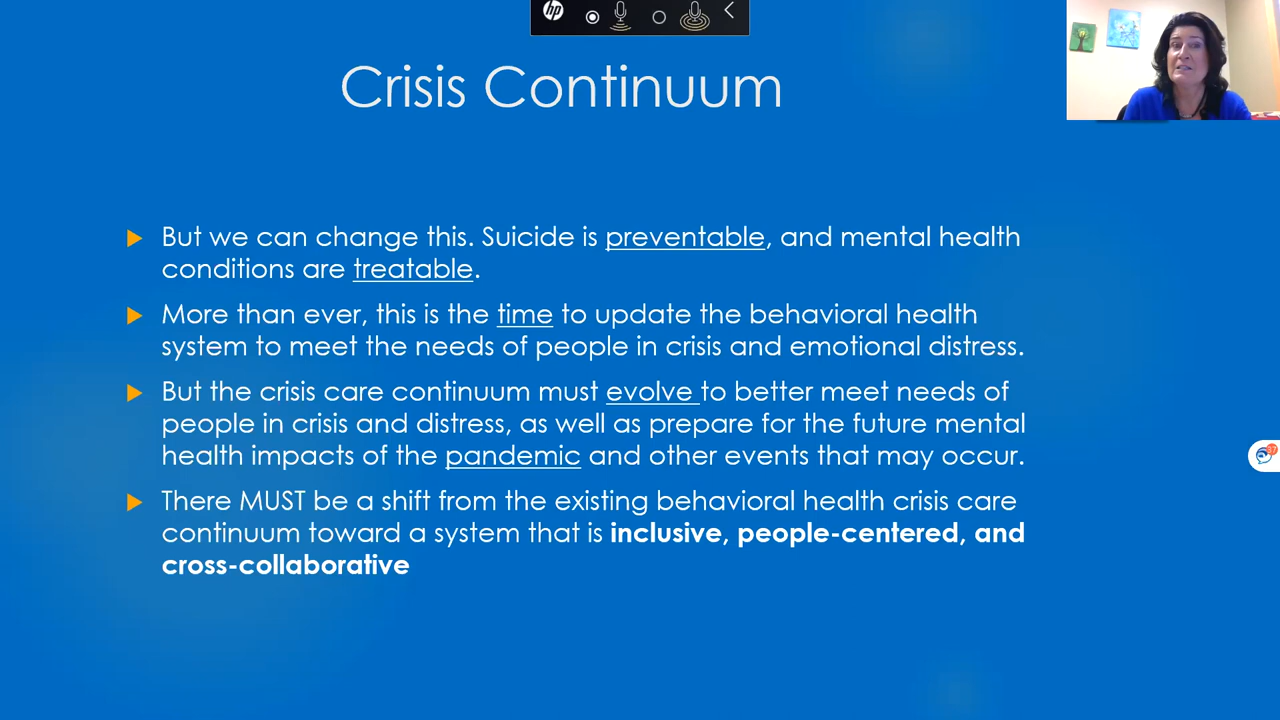 hp
Crisis Continuum
But we can change this. Suicide is preventable, and mental health
conditions are treatable.
More than ever, this is the time to update the behavioral health
system to meet the needs of people in crisis and emotional distress.
But the crisis care continuum must evolve to better meet needs of
people in crisis and distress, as well as prepare for the future mental
health impacts of the pandemic and other events that may occur.
There MUST be a shift from the existing behavioral health crisis care
continuum toward a system that is inclusive, people-centered, and
cross-collaborative